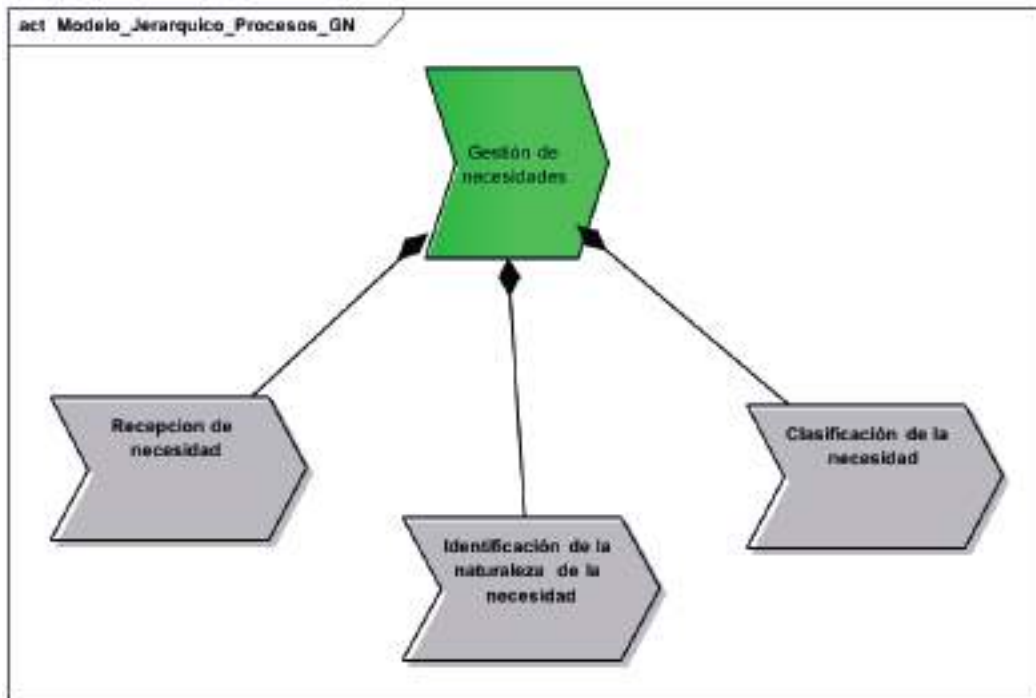 act Modelo_Jerarquico_Procesos_GN
Gestión de
necesidades
Recepcion de
necesidad
Identificación de la
naturaleza de la
necesidad
Clasificación de la
necesidad